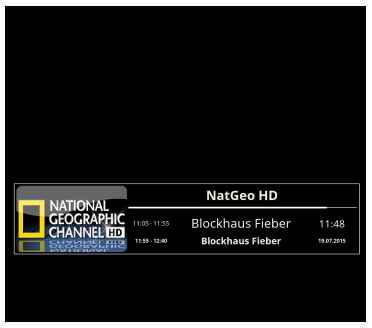 NatGeo HD
NATIONAL
GEOGRAPHIC
CHANNEL HD
11:05 - 11:55 Blockhaus Fieber 11:48
11:55 - 12:40 Blockhaus Fieber 19.07.2015